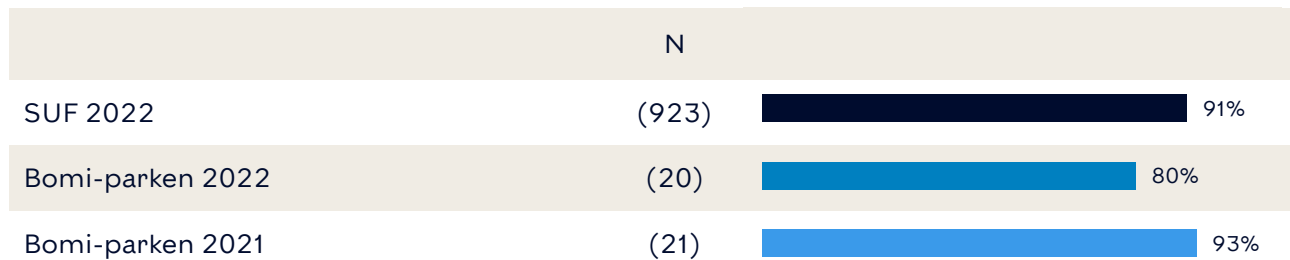 N
SUF 2022 (923) 91%
Bomi-parken 2022 (20) 80%
Bomi-parken 2021 (21) 93%